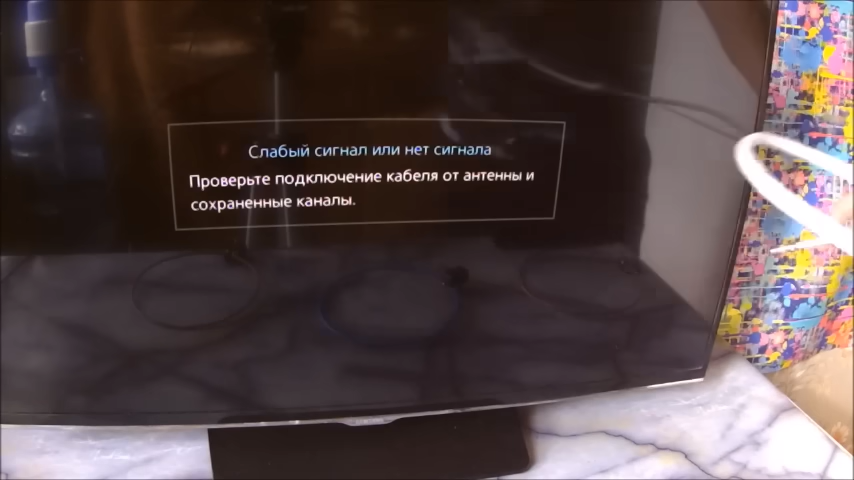 Слабый сигнал или нет сигнала
Проверьте подключение кабеля от антенны и
сохраненные каналы.